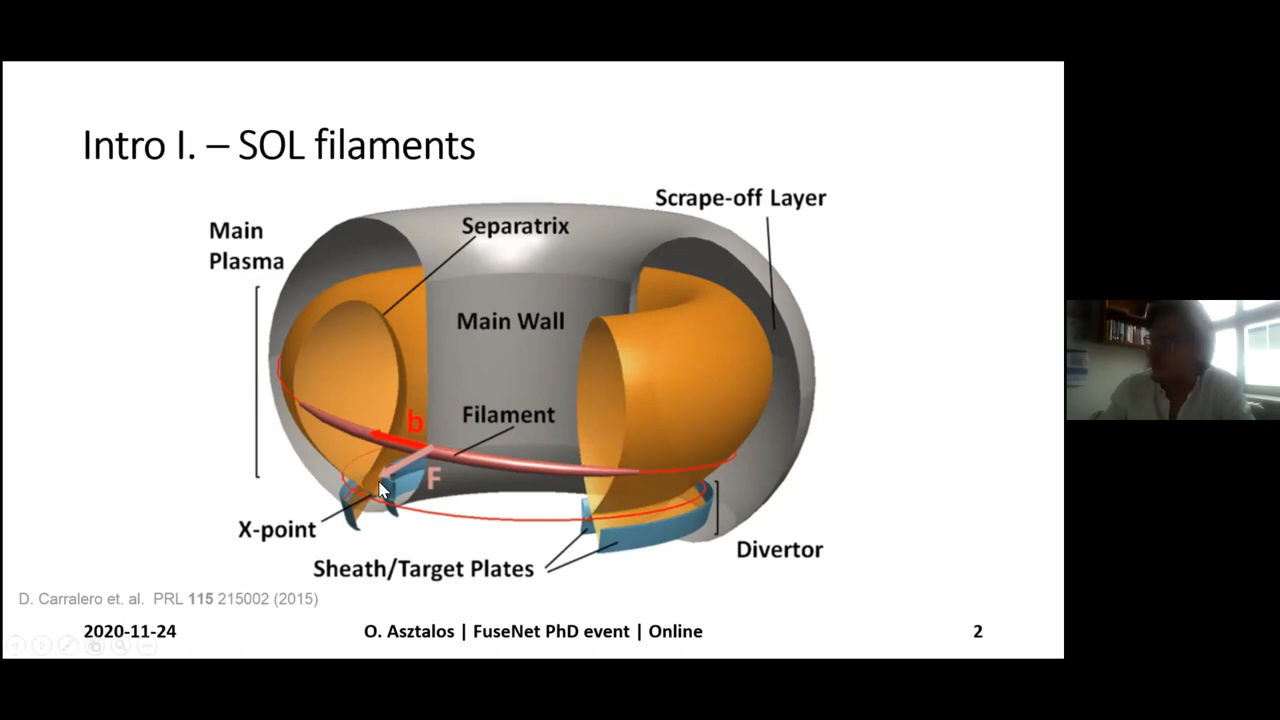 Intro I. – SOL filaments
Scrape-off Layer
Main
Plasma
Separatrix
Main Wall
b
Filament
F
X-point
Divertor
Sheath/Target Plates
D. Carralero et. al. PRL 115 215002 (2015)
2020-11-24
O. Asztalos | FuseNet PhD event | Online
2